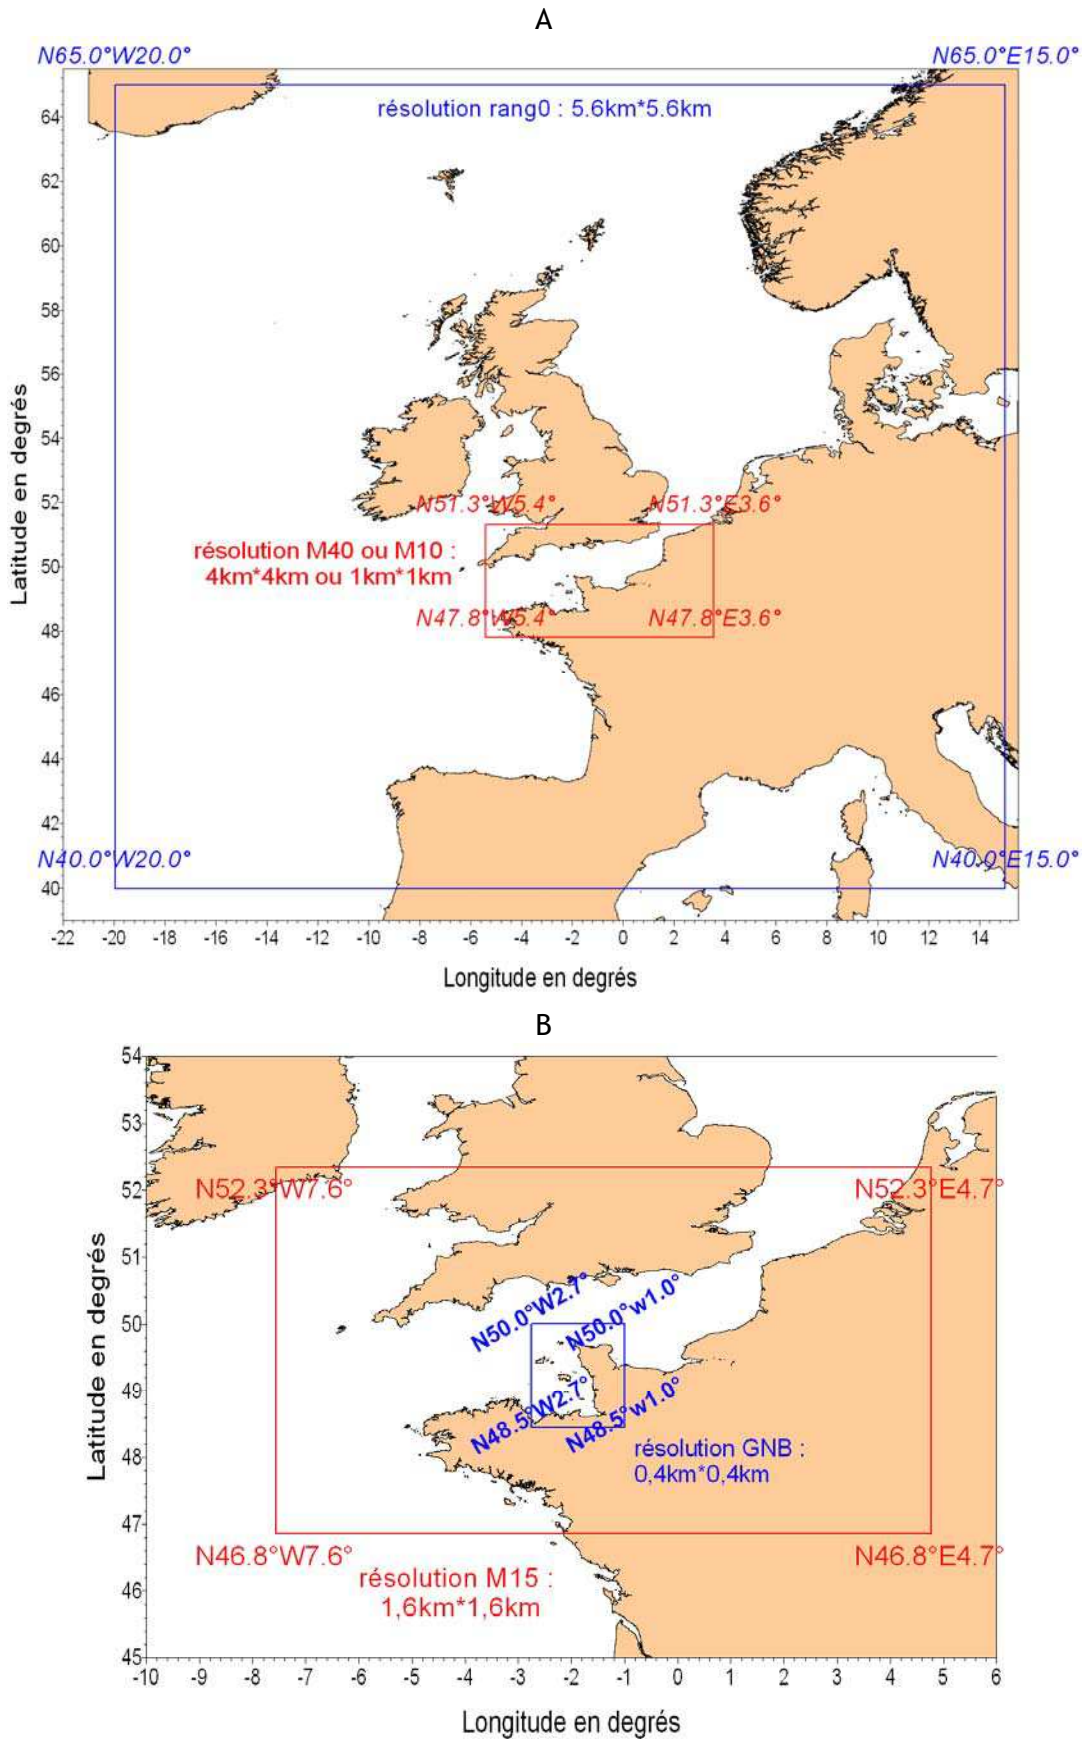 A
N65.0°W20.0°
N65.0°E15.0°
résolution rang0 : 5.6km*5.6km
64
62
60
58
56
54
52
50
48
46
44
42
40
Latitude en degrés
N51.3°W5.4°
N51.3°E3.6°
résolution M40 ou M10 :
4km*4km ou 1km*1km
N47.8°W5.4°
N47.8°E3.6°
N40.0°W20.0°
N40.0°E15.0°
-22 -20 -18 -16 -14 -12 -10 -8 -6 -4 -2 0 2 4 6 8 10 12 14
Longitude en degrés
B
54
53
52
51
50
49
48
47
46
45
Latitude en degrés
N52.3°W7.6°
N52.3°E4.7°
N50.0°W2.7°
N50.0°w1.0°
N48.5°W2.7°
N48.5°w1.0°
résolution GNB :
0,4km*0,4km
N46.8°W7.6°
N46.8°E4.7°
résolution M15 :
1,6km*1,6km
-10 -9 -8 -7 -6 -5 -4 -3 -2 -1 0 1 2 3 4 5 6
Longitude en degrés